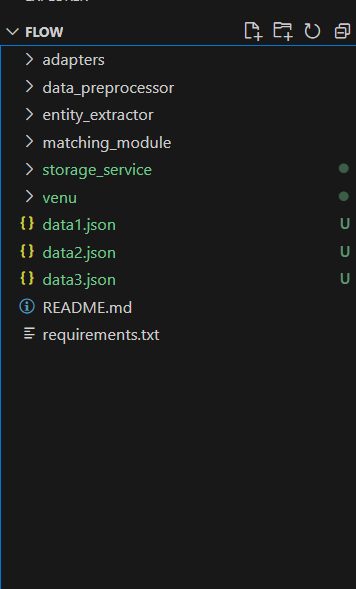 FLOW
adapters
data_preprocessor
entity_extractor
matching_module
storage_service
venu
data1.json U
data2.json U
data3.json U
README.md
requirements.txt